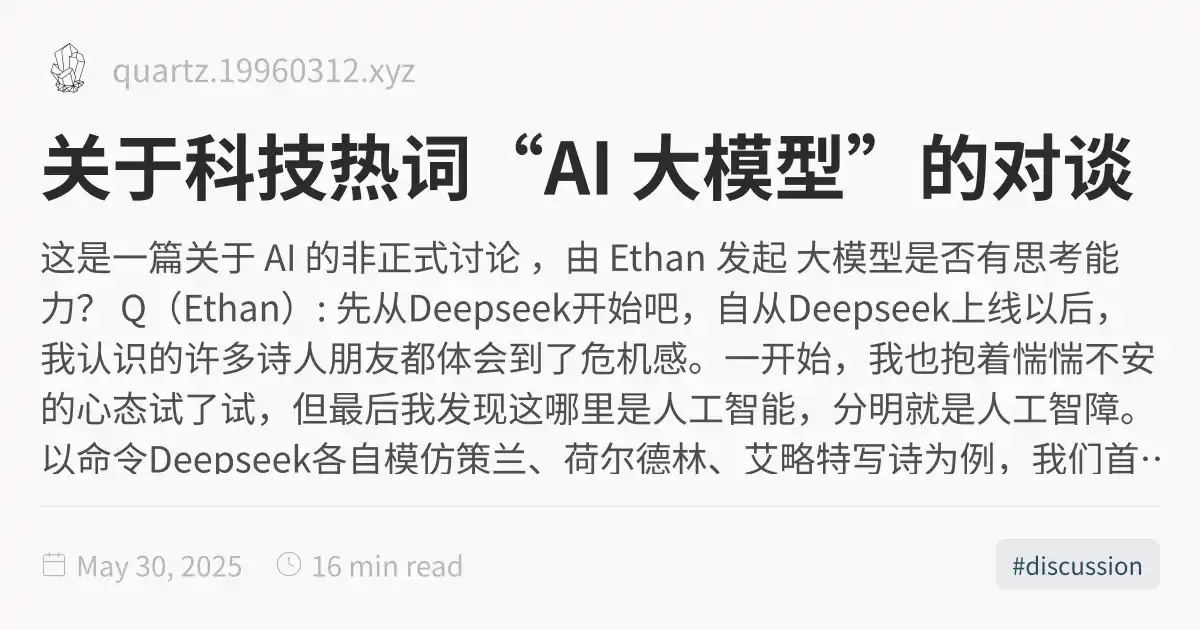 quartz.19960312.xyz
关于科技热词“AI 大模型”的对谈
这是一篇关于 AI 的非正式讨论 ，由 Ethan 发起 大模型是否有思考能
力？ Q（Ethan）: 先从Deepseek开始吧，自从Deepseek上线以后，
我认识的许多诗人朋友都体会到了危机感。一开始，我也抱着惴惴不安
的心态试了试，但最后我发现这哪里是人工智能，分明就是人工智障。
以命令Deepseek各自模仿策兰、荷尔德林、艾略特写诗为例，我们首…
May 30, 2025
16 min read
#discussion